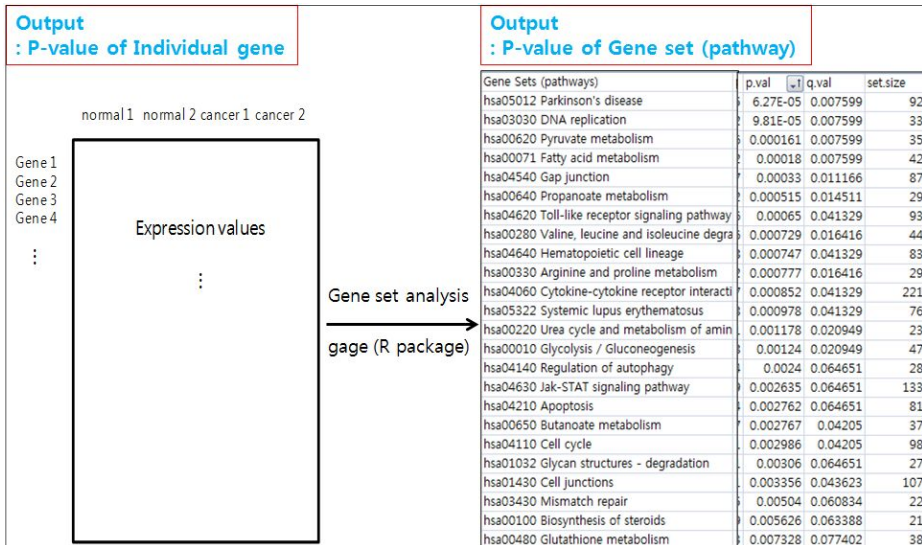 Output
: P-value of Individual gene
normal 1 normal 2 cancer 1 cancer 2
Gene 1
Gene 2
Gene 3
Gene 4
⋮
Expression values
⋮
Gene set analysis
gage (R package)
Output
: P-value of Gene set (pathway)
Gene Sets (pathways) p.val q.val set.size
hsa05012 Parkinson's disease 6.27E-05 0.007599 92
hsa03030 DNA replication 9.81E-05 0.007599 33
hsa00620 Pyruvate metabolism 0.000161 0.007599 35
hsa00071 Fatty acid metabolism 0.00018 0.007599 42
hsa04540 Gap junction 0.00033 0.011166 87
hsa00640 Propanoate metabolism 0.000515 0.014511 29
hsa04620 Toll-like receptor signaling pathway 0.00065 0.041329 93
hsa00280 Valine, leucine and isoleucine degra 0.000729 0.016416 44
hsa04640 Hematopoietic cell lineage 0.000747 0.041329 83
hsa00330 Arginine and proline metabolism 0.000777 0.016416 29
hsa04060 Cytokine-cytokine receptor interacti 0.000852 0.041329 221
hsa05322 Systemic lupus erythematosus 0.000978 0.041329 76
hsa00220 Urea cycle and metabolism of amin 0.001178 0.020949 23
hsa00010 Glycolysis / Gluconeogenesis 0.00124 0.020949 47
hsa04140 Regulation of autophagy 0.0024 0.064651 28
hsa04630 Jak-STAT signaling pathway 0.002635 0.064651 133
hsa04210 Apoptosis 0.002762 0.064651 81
hsa00650 Butanoate metabolism 0.002767 0.04205 37
hsa04110 Cell cycle 0.002986 0.04205 98
hsa01032 Glycan structures - degradation 0.00306 0.064651 27
hsa01430 Cell junctions 0.003356 0.043623 107
hsa03430 Mismatch repair 0.00504 0.060834 22
hsa00100 Biosynthesis of steroids 0.005626 0.063388 21
hsa00480 Glutathione metabolism 0.007328 0.077402 38